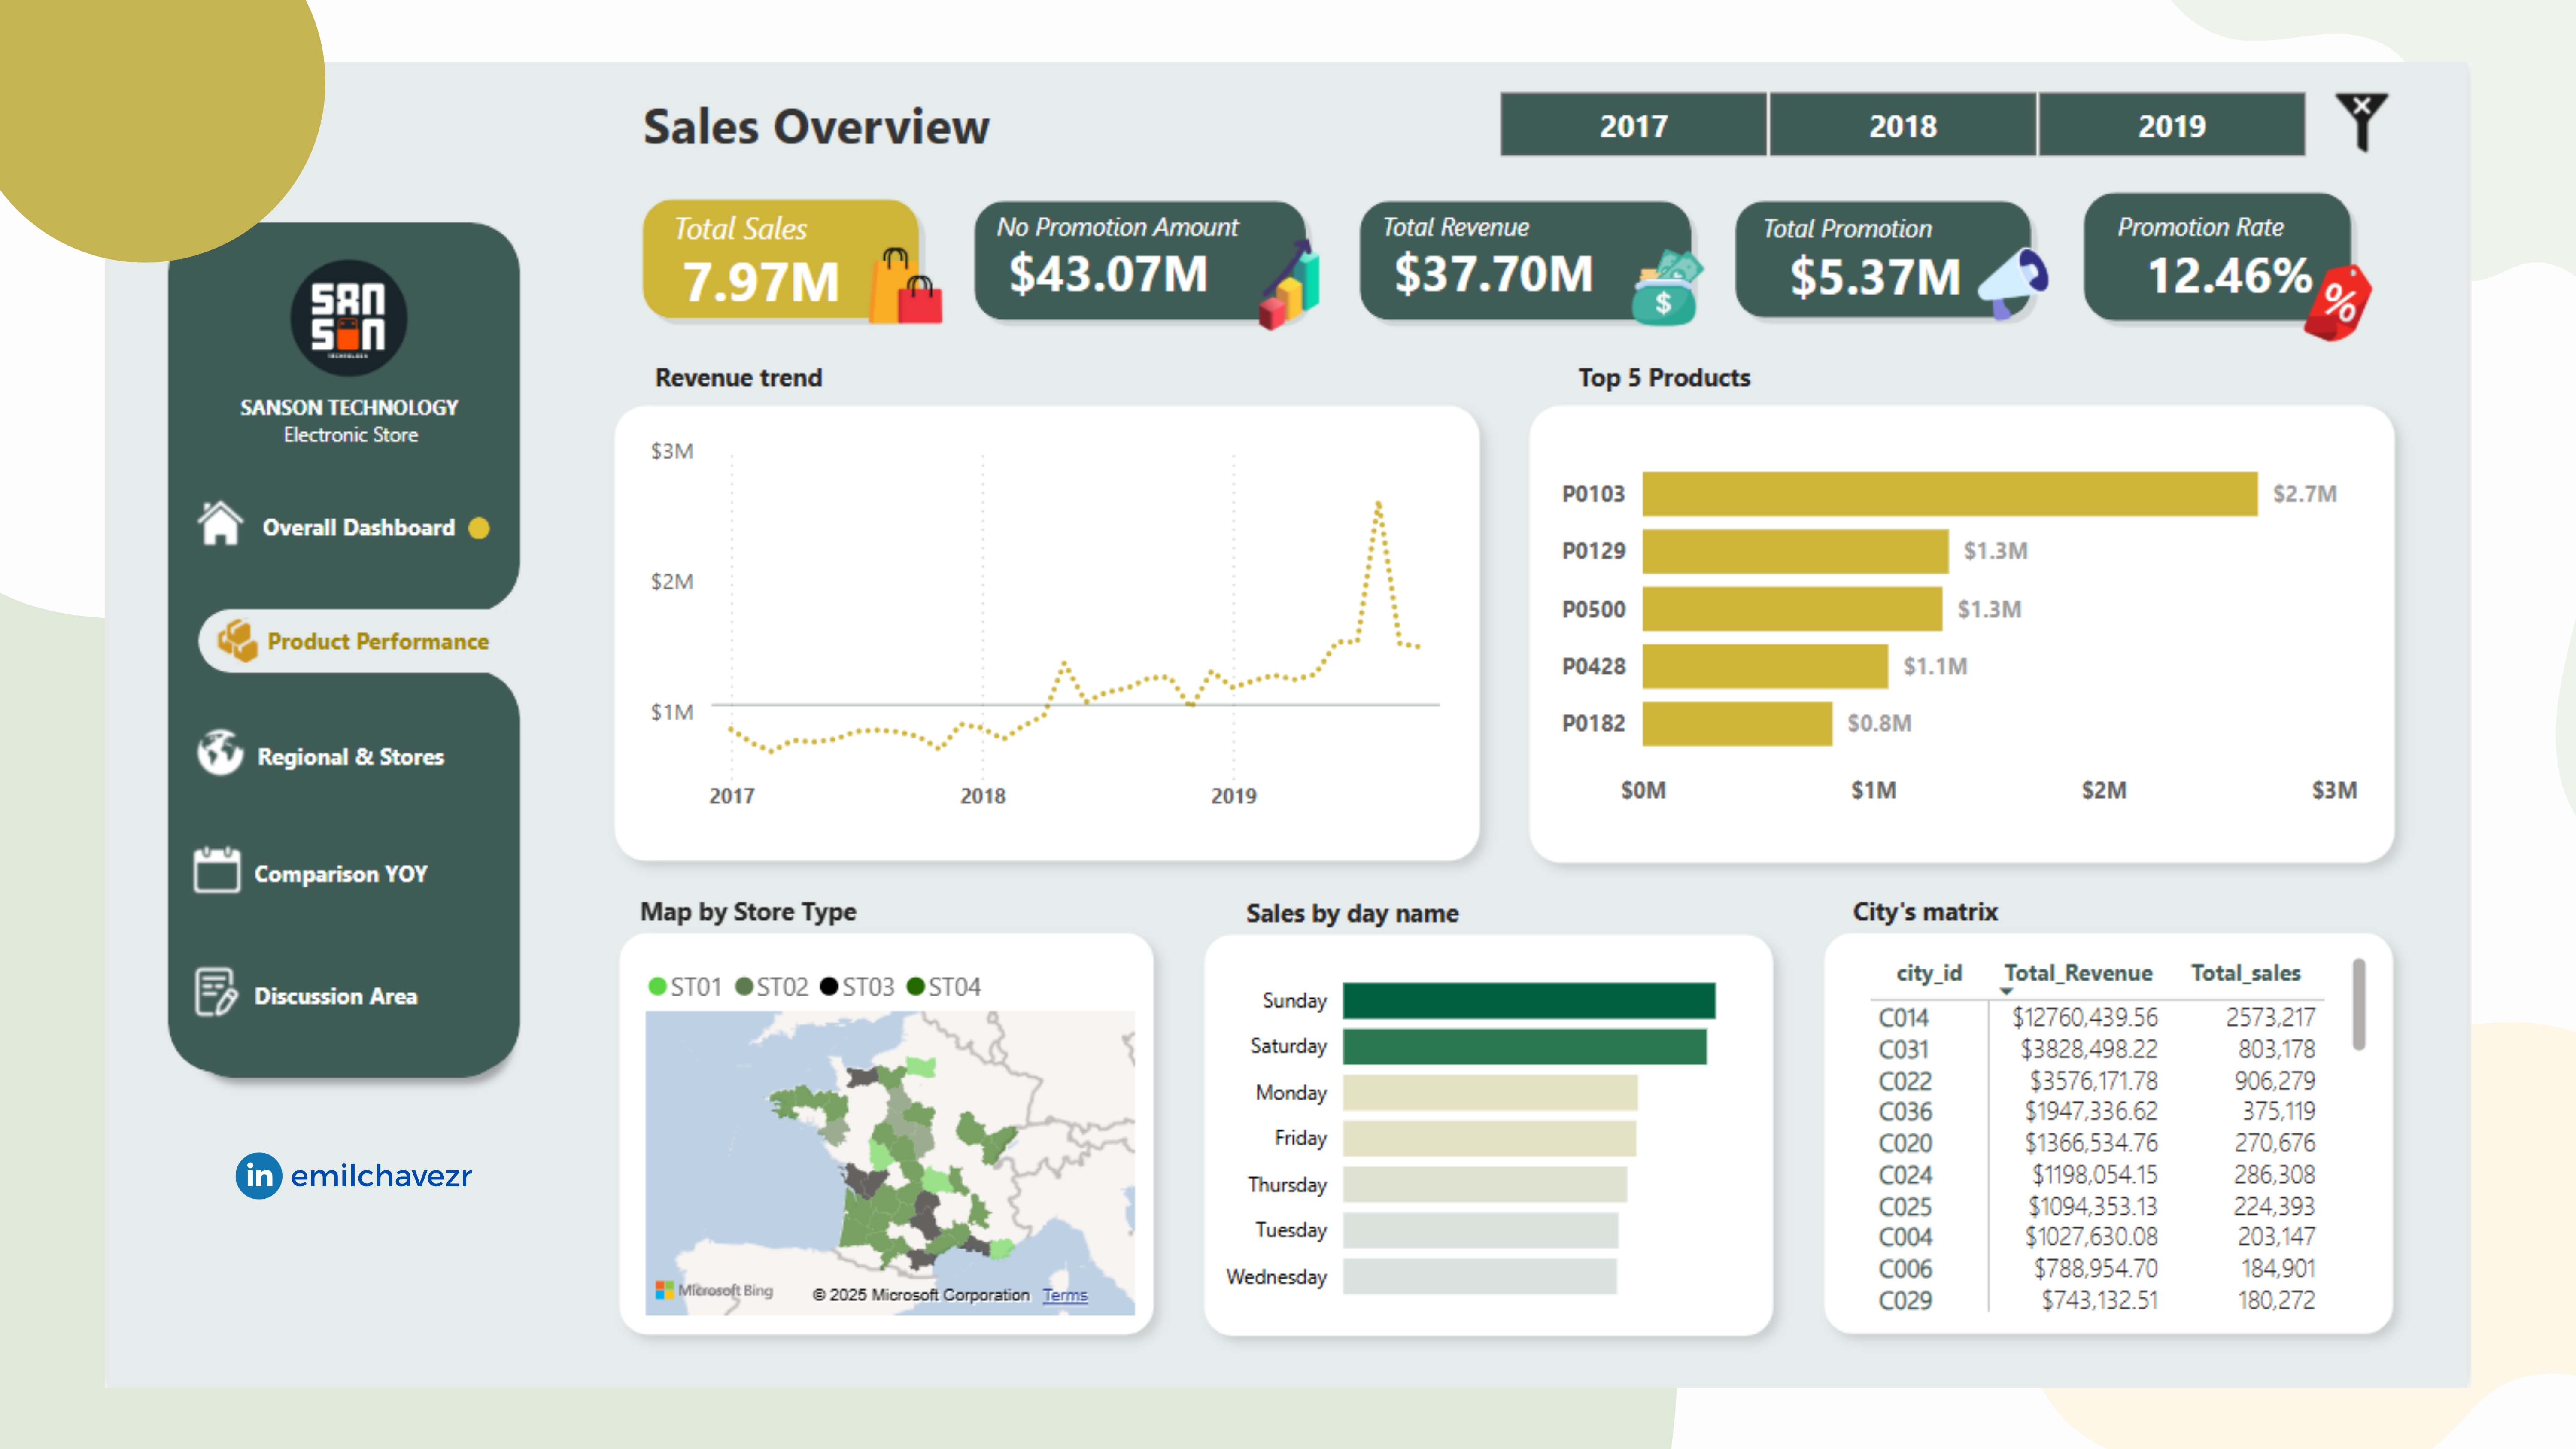 Sales Overview
2017
2018
2019
Total Sales
7.97M
No Promotion Amount
$43.07M
Total Revenue
$37.70M
Total Promotion
$5.37M
Promotion Rate
12.46%
%
$
SANSON
TECHNOLOGY
SANSON TECHNOLOGY
Electronic Store
Overall Dashboard
Product Performance
Regional & Stores
Comparison YOY
Discussion Area
in emilchavezr
Revenue trend
$3M
$2M
$1M
2017 2018 2019
Top 5 Products
P0103 $2.7M
P0129 $1.3M
P0500 $1.3M
P0428 $1.1M
P0182 $0.8M
$0M $1M $2M $3M
Map by Store Type
ST01 ST02 ST03 ST04
Microsoft Bing
© 2025 Microsoft Corporation Terms
Sales by day name
Sunday
Saturday
Monday
Friday
Thursday
Tuesday
Wednesday
City's matrix
city_id Total_Revenue Total_sales
C014 $12760,439.56 2573,217
C031 $3828,498.22 803,178
C022 $3576,171.78 906,279
C036 $1947,336.62 375,119
C020 $1366,534.76 270,676
C024 $1198,054.15 286,308
C025 $1094,353.13 224,393
C004 $1027,630.08 203,147
C006 $788,954.70 184,901
C029 $743,132.51 180,272